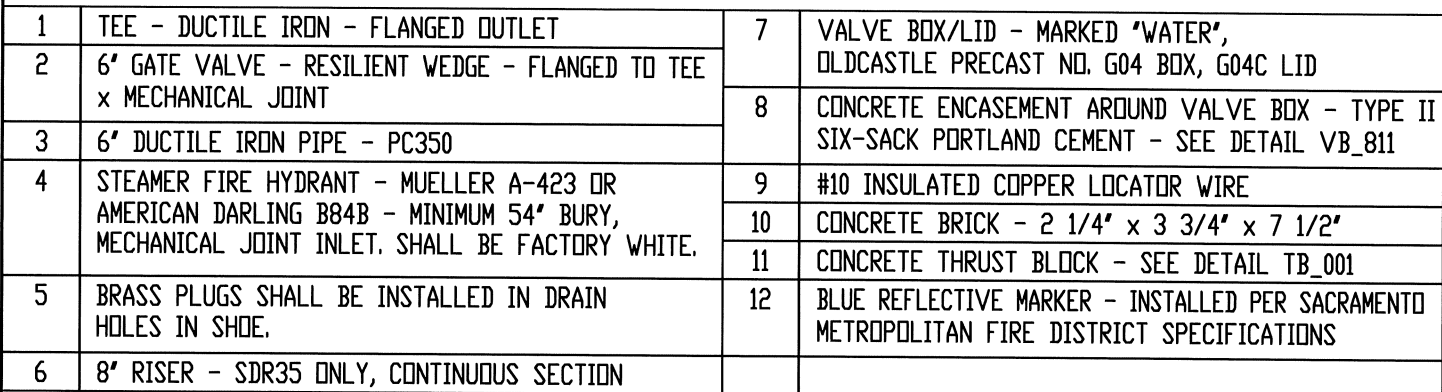 1 TEE - DUCTILE IRON - FLANGED OUTLET
2 6" GATE VALVE - RESILIENT WEDGE - FLANGED TO TEE
x MECHANICAL JOINT
3 6" DUCTILE IRON PIPE - PC350
4 STEAMER FIRE HYDRANT - MUELLER A-423 OR
AMERICAN DARLING B84B - MINIMUM 54" BURY,
MECHANICAL JOINT INLET. SHALL BE FACTORY WHITE.
5 BRASS PLUGS SHALL BE INSTALLED IN DRAIN
HOLES IN SHOE.
6 8" RISER - SDR35 ONLY, CONTINUOUS SECTION
7 VALVE BOX/LID - MARKED "WATER",
OLDCASTLE PRECAST NO. G04 BOX, G04C LID
8 CONCRETE ENCASEMENT AROUND VALVE BOX - TYPE II
SIX-SACK PORTLAND CEMENT - SEE DETAIL VB_811
9 #10 INSULATED COPPER LOCATOR WIRE
10 CONCRETE BRICK - 2 1/4" x 3 3/4" x 7 1/2"
11 CONCRETE THRUST BLOCK - SEE DETAIL TB_001
12 BLUE REFLECTIVE MARKER - INSTALLED PER SACRAMENTO
METROPOLITAN FIRE DISTRICT SPECIFICATIONS